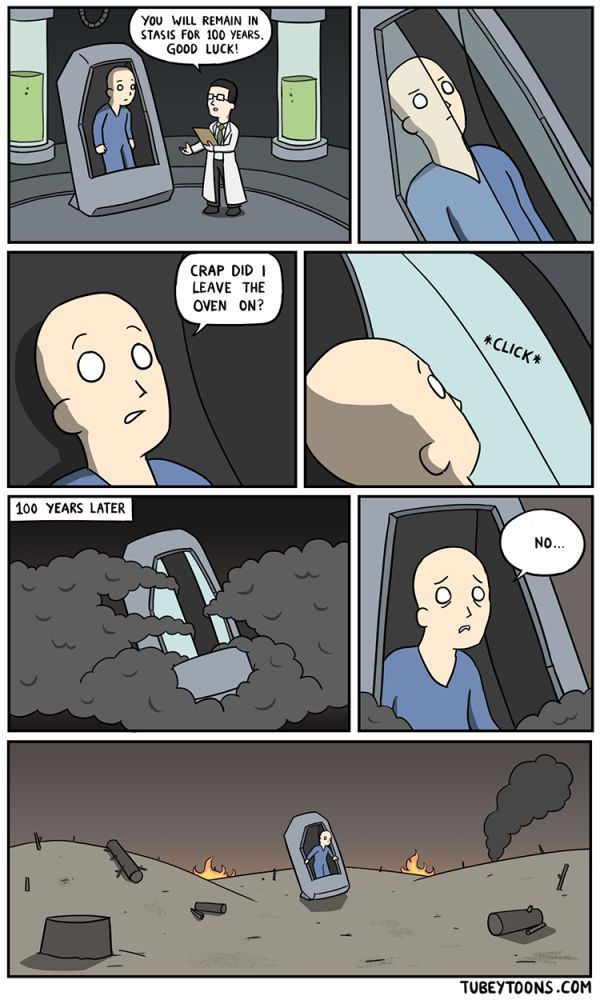 YOU WILL REMAIN IN
STASIS FOR 100 YEARS.
GOOD LUCK!
CRAP DID I
LEAVE THE
OVEN ON?
*CLICK*
100 YEARS LATER
NO...
TUBEYTOONS.COM